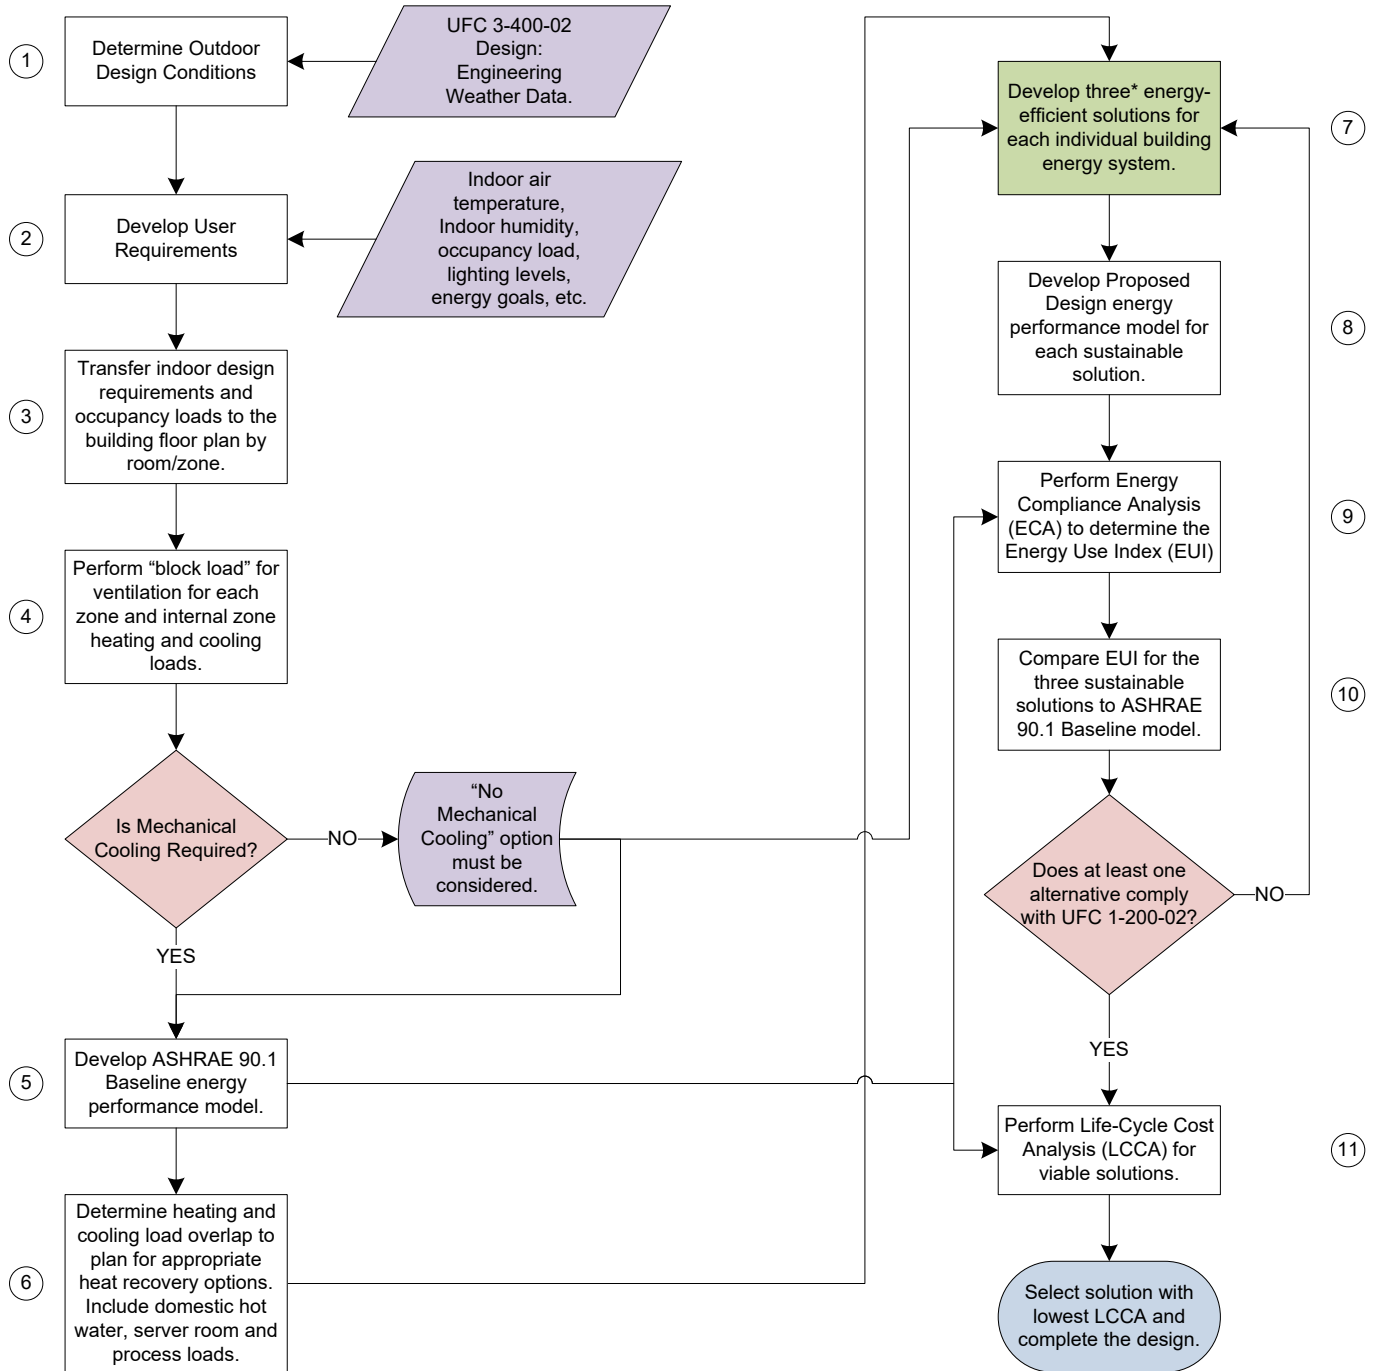 1
Determine Outdoor
Design Conditions
UFC 3-400-02
Design:
Engineering
Weather Data.
2
Develop User
Requirements
Indoor air
temperature,
Indoor humidity,
occupancy load,
lighting levels,
energy goals, etc.
3
Transfer indoor design
requirements and
occupancy loads to the
building floor plan by
room/zone.
4
Perform “block load” for
ventilation for each
zone and internal zone
heating and cooling
loads.
Is Mechanical
Cooling Required?
NO
“No
Mechanical
Cooling” option
must be
considered.
YES
5
Develop ASHRAE 90.1
Baseline energy
performance model.
6
Determine heating and
cooling load overlap to
plan for appropriate
heat recovery options.
Include domestic hot
water, server room and
process loads.
Develop three* energy-
efficient solutions for
each individual building
energy system.
7
Develop Proposed
Design energy
performance model for
each sustainable
solution.
8
Perform Energy
Compliance Analysis
(ECA) to determine the
Energy Use Index (EUI)
9
Compare EUI for the
three sustainable
solutions to ASHRAE
90.1 Baseline model.
10
Does at least one
alternative comply
with UFC 1-200-02?
NO
YES
Perform Life-Cycle Cost
Analysis (LCCA) for
viable solutions.
11
Select solution with
lowest LCCA and
complete the design.